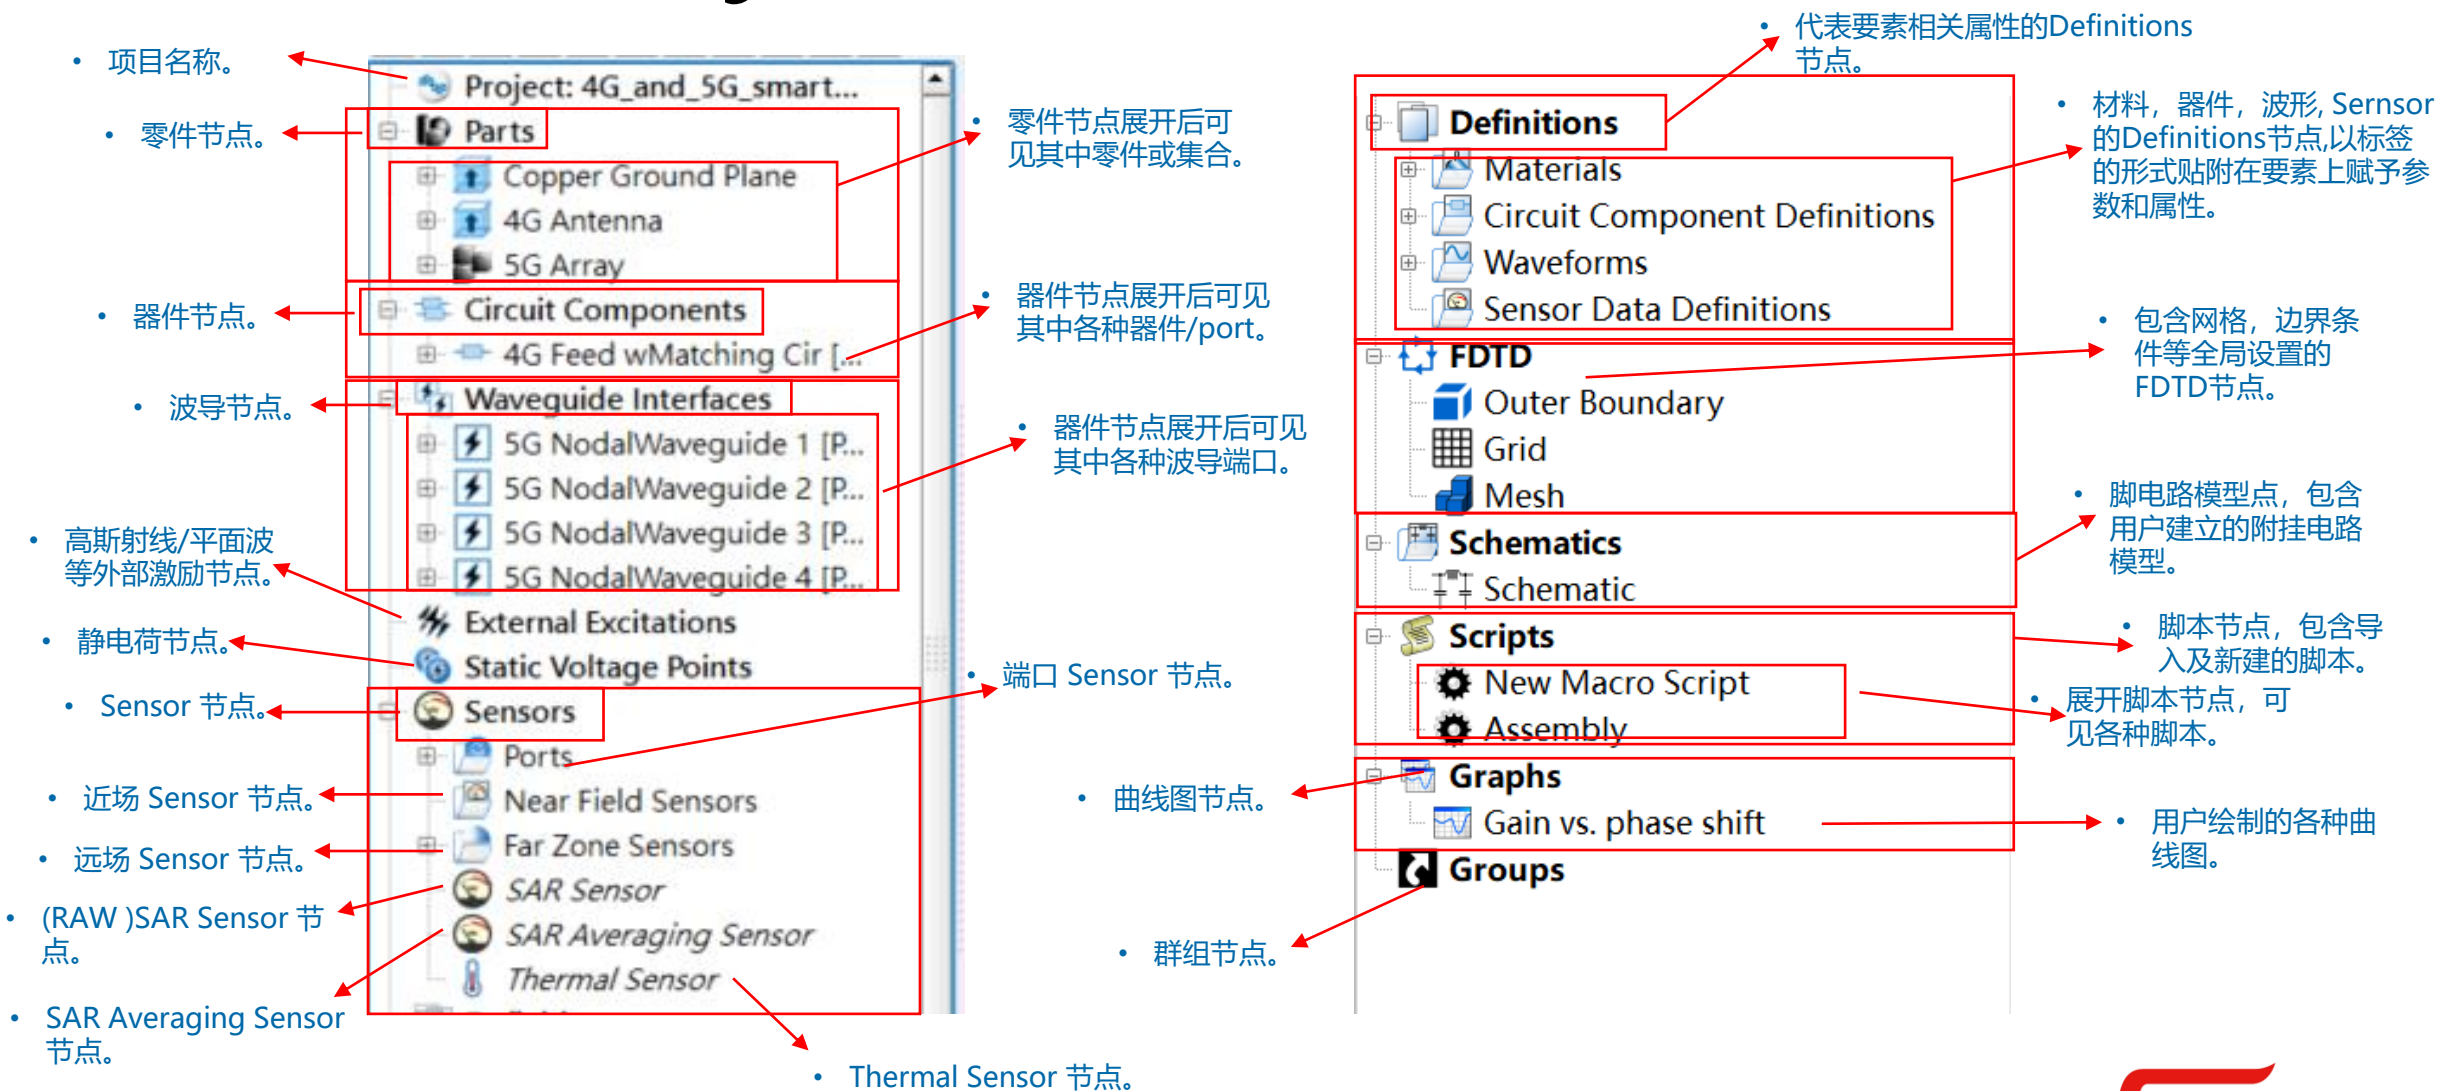 • 项目名称。
• 零件节点。
• 器件节点。
• 波导节点。
• 高斯射线/平面波
等外部激励节点。
• 静电荷节点。
• Sensor 节点。
• 近场 Sensor 节点。
• 远场 Sensor 节点。
• (RAW )SAR Sensor 节
点。
• SAR Averaging Sensor
节点。
Project: 4G_and_5G_smart...
Parts
Copper Ground Plane
4G Antenna
5G Array
Circuit Components
4G Feed wMatching Cir [...
Waveguide Interfaces
5G NodalWaveguide 1 [P...
5G NodalWaveguide 2 [P...
5G NodalWaveguide 3 [P...
5G NodalWaveguide 4 [P...
External Excitations
Static Voltage Points
Sensors
Ports
Near Field Sensors
Far Zone Sensors
SAR Sensor
SAR Averaging Sensor
Thermal Sensor
• 零件节点展开后可
见其中零件或集合。
• 器件节点展开后可见
其中各种器件/port。
• 器件节点展开后可见
其中各种波导端口。
• 端口 Sensor 节点。
• Thermal Sensor 节点。
• 曲线图节点。
• 群组节点。
Definitions
Materials
Circuit Component Definitions
Waveforms
Sensor Data Definitions
FDTD
Outer Boundary
Grid
Mesh
Schematics
Schematic
Scripts
New Macro Script
Assembly
Graphs
Gain vs. phase shift
Groups
• 代表要素相关属性的Definitions
节点。
• 材料，器件，波形, Sernsor
的Definitions节点,以标签
的形式贴附在要素上赋予参
数和属性。
• 包含网格，边界条
件等全局设置的
FDTD节点。
• 脚电路模型点，包含
用户建立的附挂电路
模型。
• 脚本节点，包含导
入及新建的脚本。
• 展开脚本节点，可
见各种脚本。
• 用户绘制的各种曲
线图。